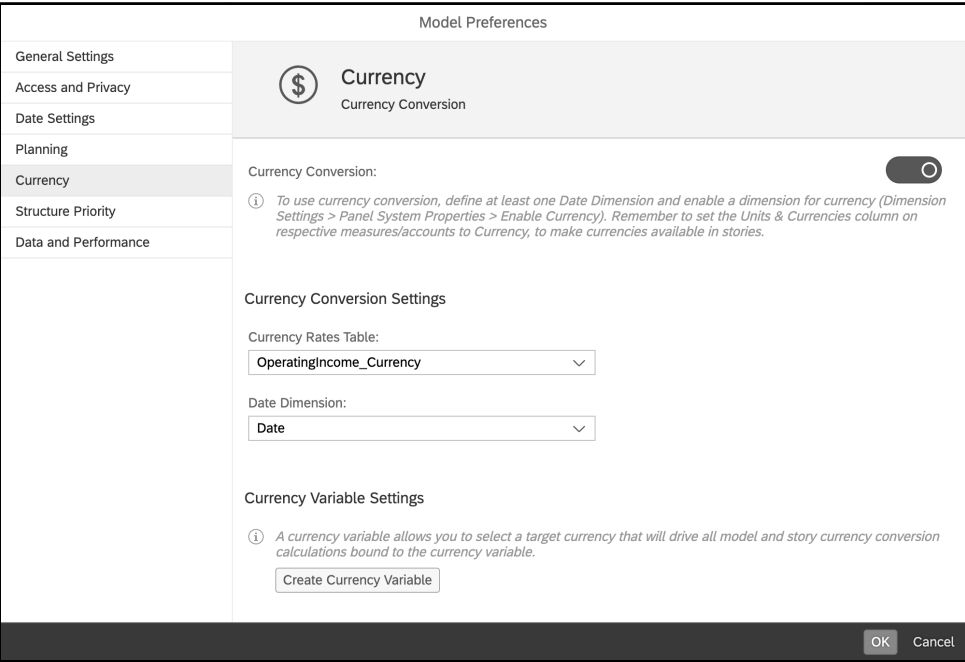 Model Preferences
General Settings
Access and Privacy
Date Settings
Planning
Currency
Structure Priority
Data and Performance
Currency
Currency Conversion
Currency Conversion:
To use currency conversion, define at least one Date Dimension and enable a dimension for currency (Dimension
Settings > Panel System Properties > Enable Currency). Remember to set the Units & Currencies column on
respective measures/accounts to Currency, to make currencies available in stories.
Currency Conversion Settings
Currency Rates Table:
OperatingIncome_Currency
Date Dimension:
Date
Currency Variable Settings
A currency variable allows you to select a target currency that will drive all model and story currency conversion
calculations bound to the currency variable.
Create Currency Variable
OK Cancel